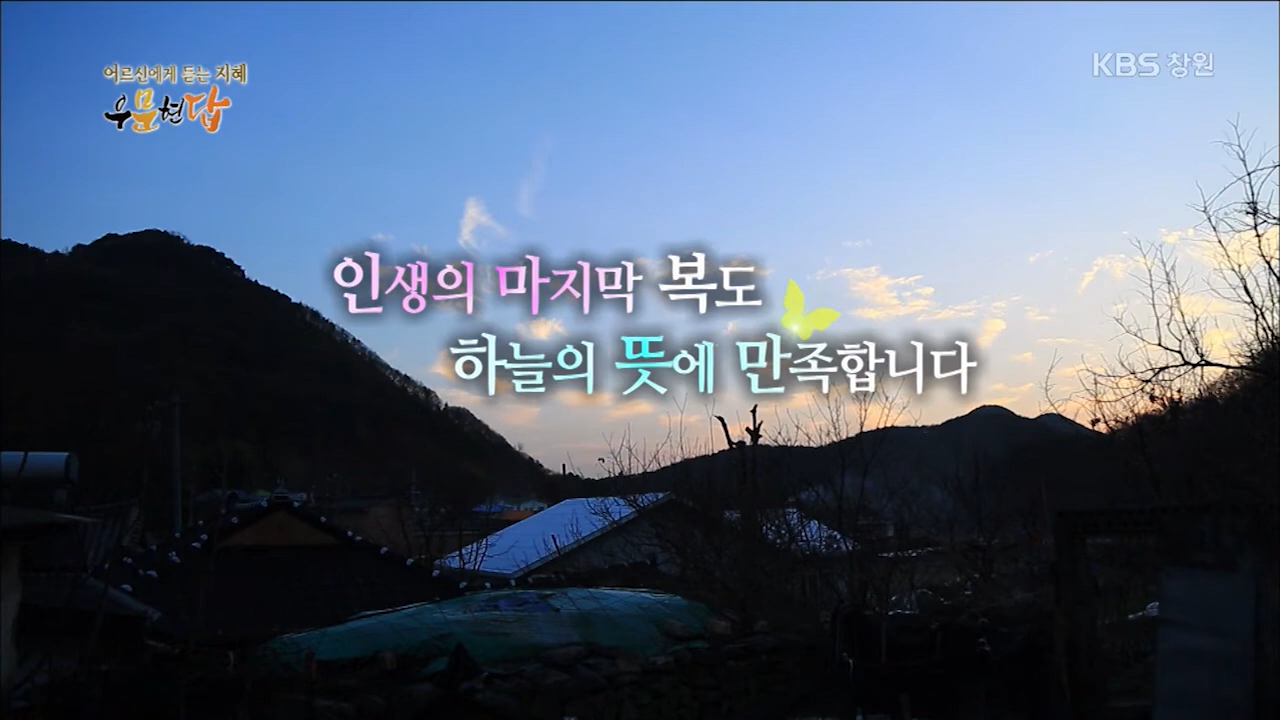 어르신에게 듣는 지혜
우문현답
KBS 창원
인생의 마지막 복도
하늘의 뜻에 만족합니다